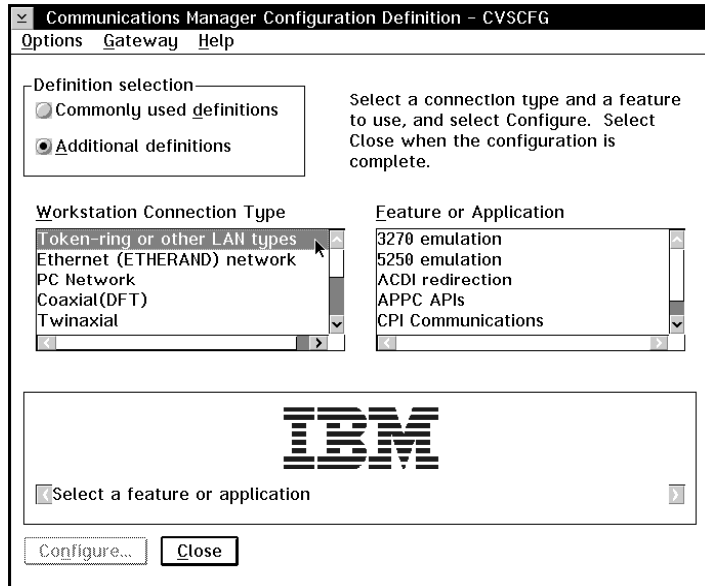 Communications Manager Configuration Definition - CVSCFG
Options Gateway Help
Definition selection
Commonly used definitions
Additional definitions
Select a connection type and a feature
to use, and select Configure. Select
Close when the configuration is
complete.
Workstation Connection Type
Token-ring or other LAN types
Ethernet (ETHERAND) network
PC Network
Coaxial(DFT)
Twinaxial
Feature or Application
3270 emulation
5250 emulation
ACDI redirection
APPC APIs
CPI Communications
IBM
Select a feature or application
Configure... Close